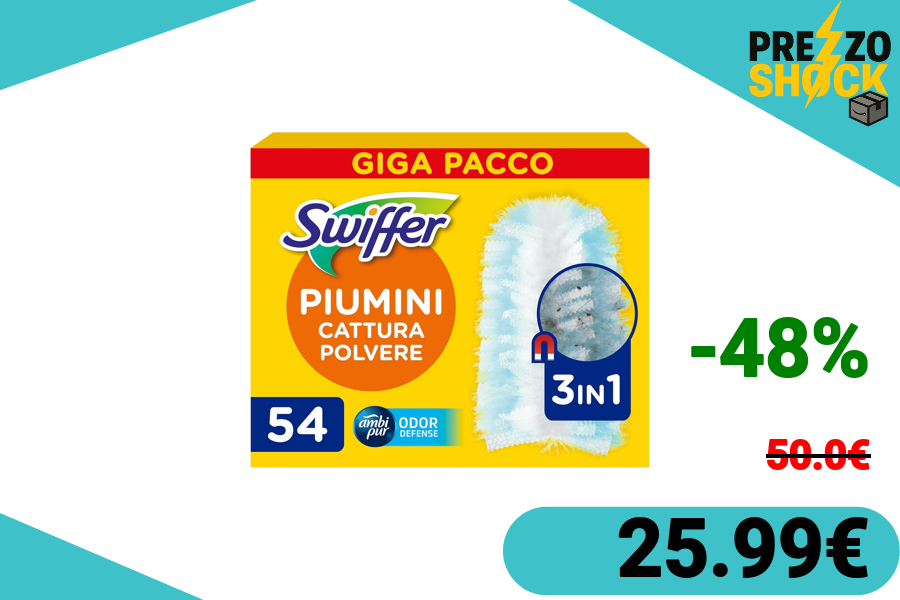 PREZZO
SHOCK
GIGA PACCO
Swiffer
PIUMINI
CATTURA
POLVERE
3IN1
54
ambi
pur
ODOR
DEFENSE
-48%
50.0€
25.99€